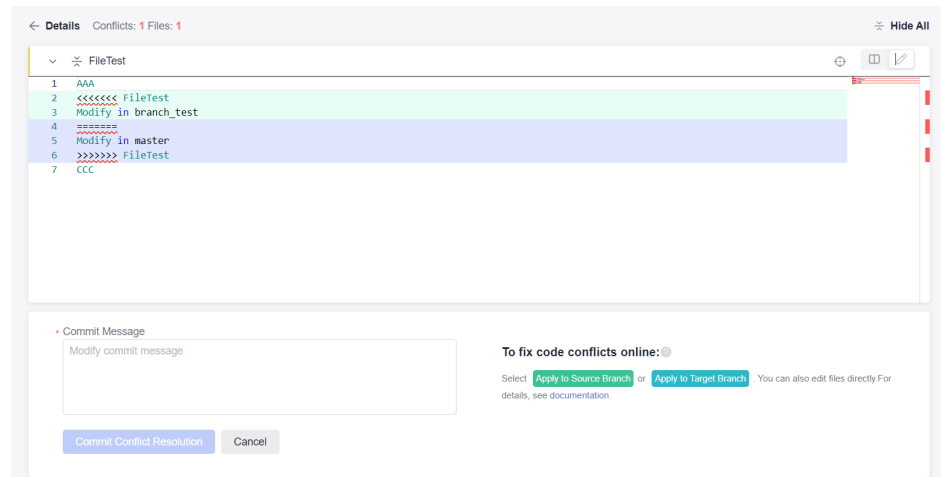 Details Conflicts: 1 Files: 1
Hide All
FileTest
1 AAA
2 <<<<<<< FileTest
3 Modify in branch_test
4 =======
5 Modify in master
6 >>>>>>> FileTest
7 CCC
* Commit Message
Modify commit message
To fix code conflicts online:
Select Apply to Source Branch or Apply to Target Branch . You can also edit files directly.For
details, see documentation.
Commit Conflict Resolution Cancel